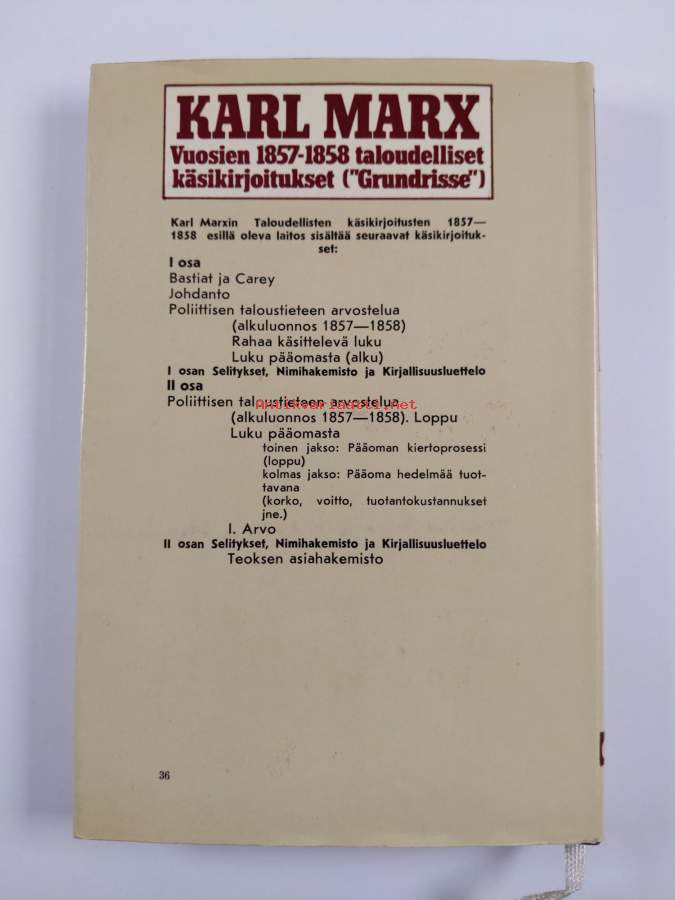 KARL MARX
Vuosien 1857-1858 taloudelliset
käsikirjoitukset ("Grundrisse")
Karl Marxin Taloudellisten käsikirjoitusten 1857—
1858 esillä oleva laitos sisältää seuraavat käsikirjoituk-
set:
I osa
Bastiat ja Carey
Johdanto
Poliittisen taloustieteen arvostelua
(alkuluonnos 1857—1858)
Rahaa käsittelevä luku
Luku pääomasta (alku)
I osan Selitykset, Nimihakemisto ja Kirjallisuusluettelo
II osa
Poliittisen taloustieteen arvostelua
Antikvariaatti.net
(alkuluonnos 1857—1858). Loppu
Luku pääomasta
toinen jakso: Pääoman kiertoprosessi
(loppu)
kolmas jakso: Pääoma hedelmää tuot-
tavana
(korko, voitto, tuotantokustannukset
jne.)
I. Arvo
II osan Selitykset, Nimihakemisto ja Kirjallisuusluettelo
Teoksen asiahakemisto
36